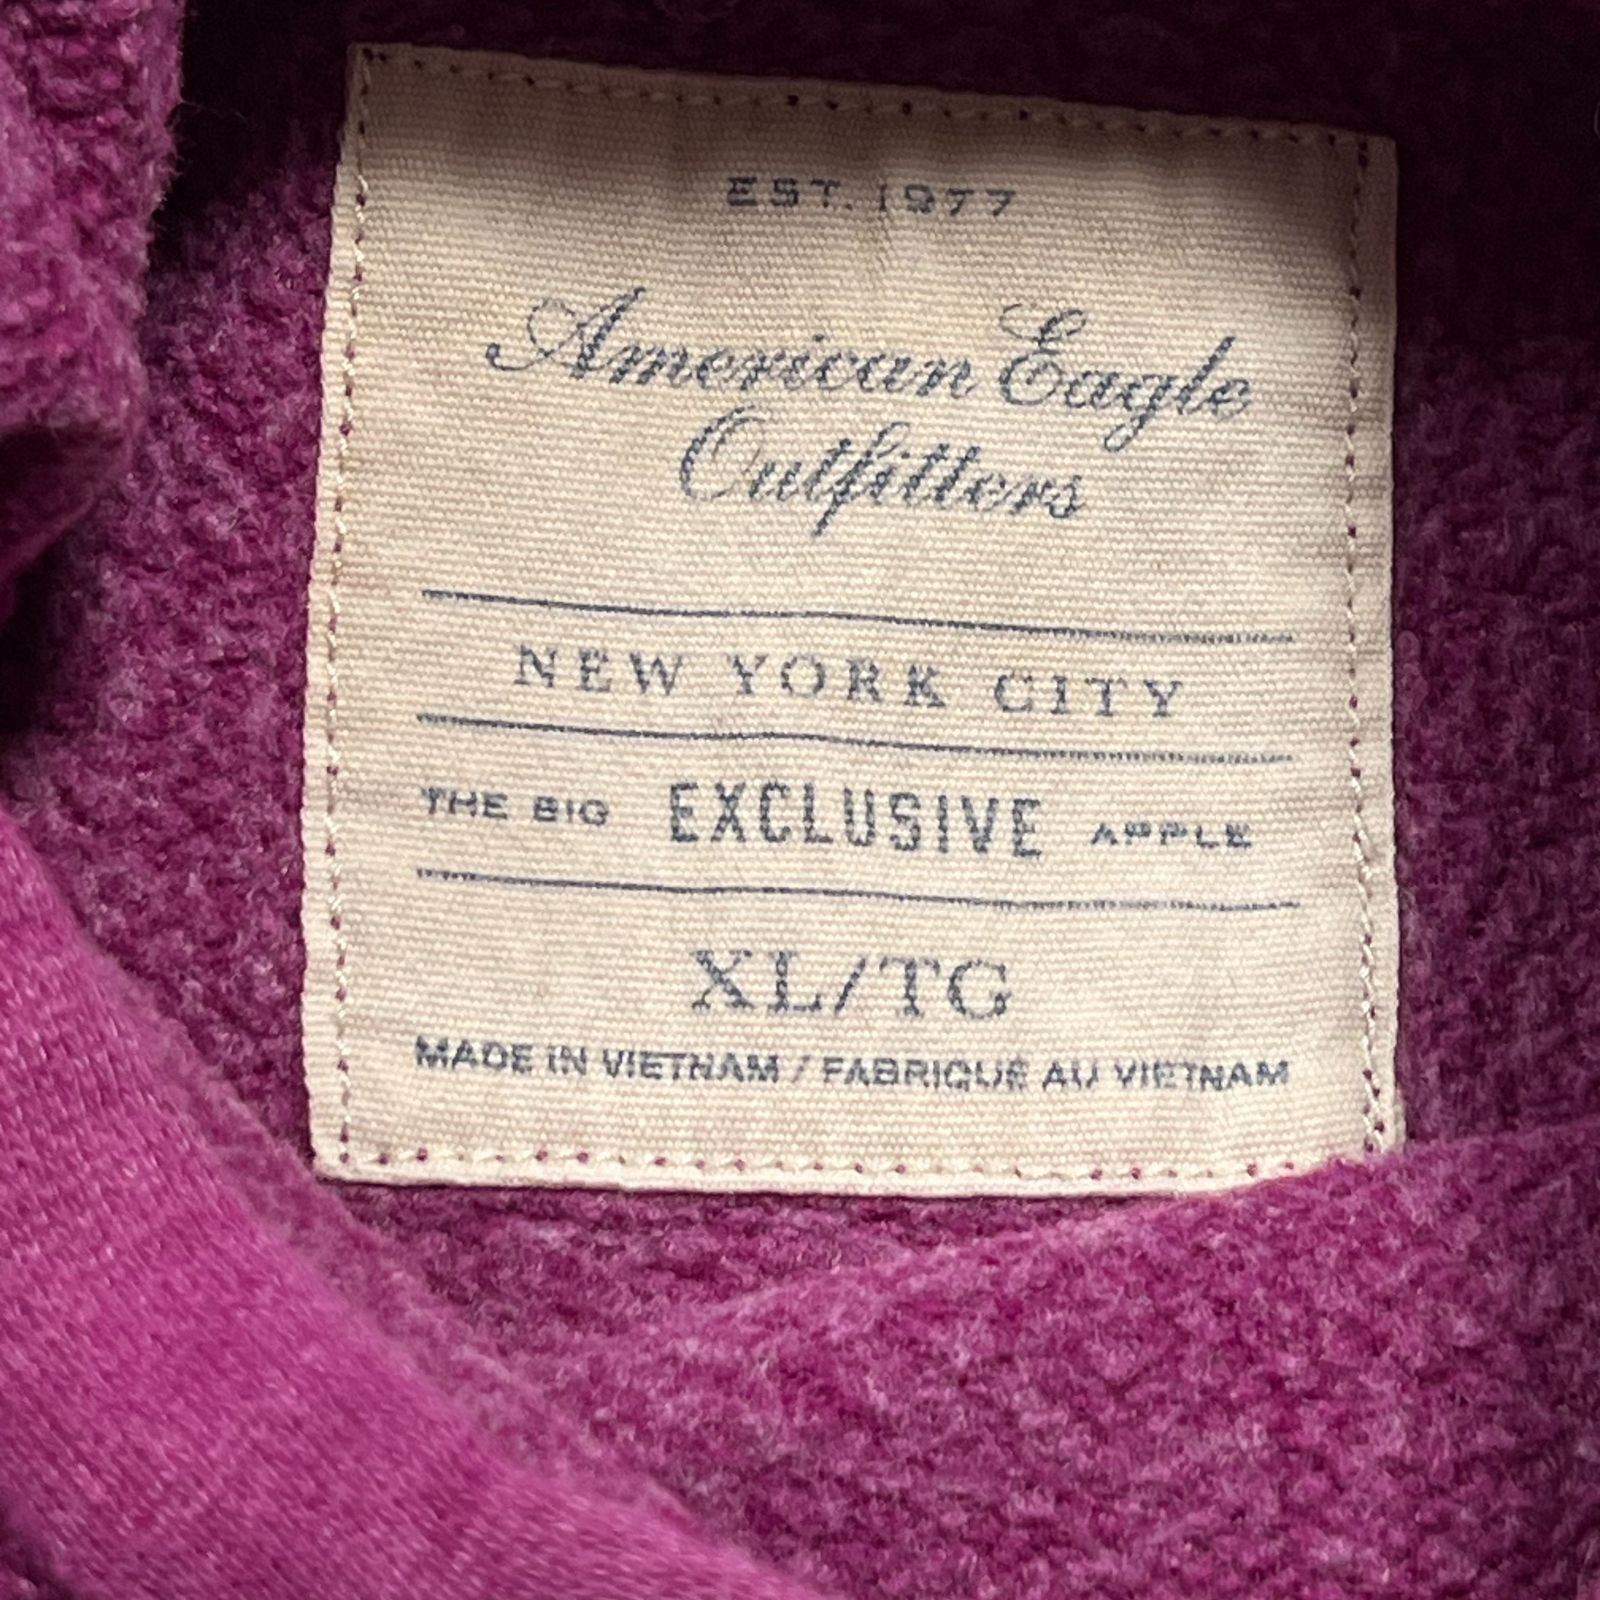 EST. 1977
American Eagle
Outfitters
NEW YORK CITY
THE BIG EXCLUSIVE APPLE
XL/TG
MADE IN VIETNAM / FABRIQUÉ AU VIETNAM